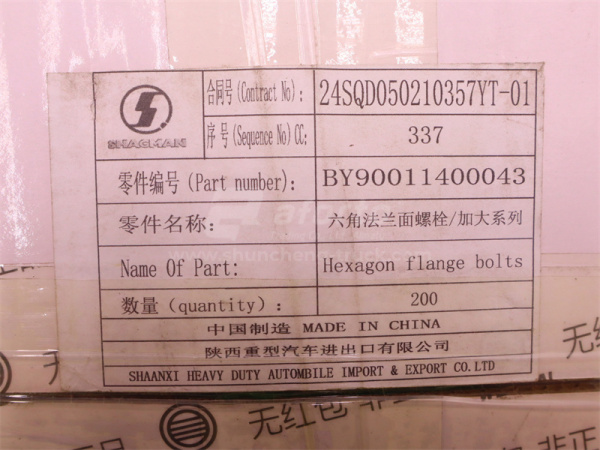 SHACMAN
合同号(Contract No): 24SQD050210357YT-01
序号(Sequence No)CC: 337
零件编号(Part number): BY90011400043
零件名称: 六角法兰面螺栓/加大系列
Name Of Part: Hexagon flange bolts
数量(quantity): 200
中国制造 MADE IN CHINA
陕西重型汽车进出口有限公司
SHAANXI HEAVY DUTY AUTOMBILE IMPORT & EXPORT CO.LTD
无红包 非正